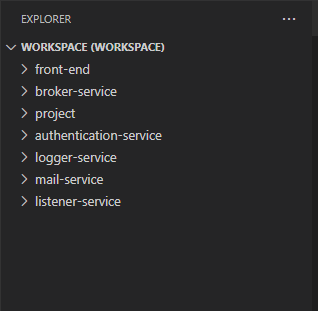 EXPLORER
WORKSPACE (WORKSPACE)
front-end
broker-service
project
authentication-service
logger-service
mail-service
listener-service